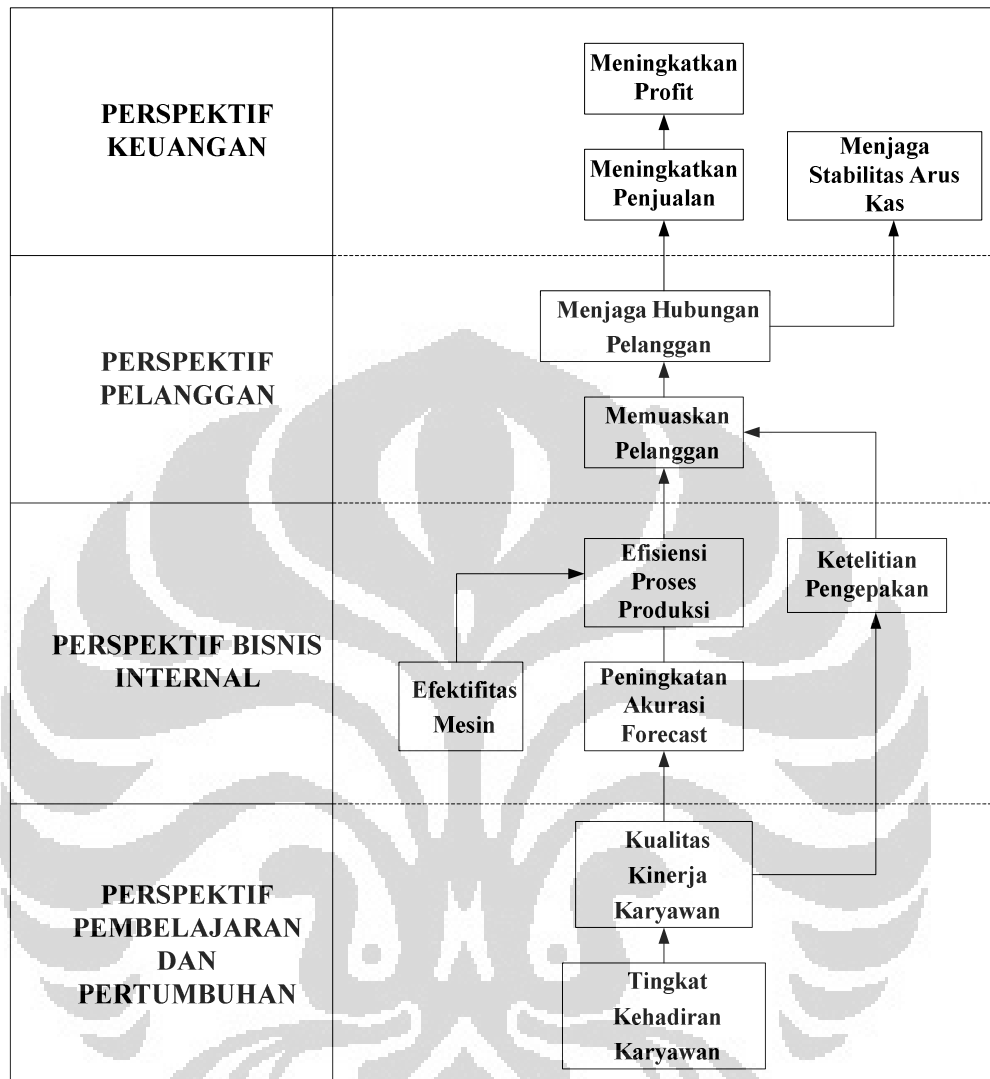 PERSPEKTIF
KEUANGAN
Meningkatkan
Profit
Meningkatkan
Penjualan
Menjaga
Stabilitas Arus
Kas
PERSPEKTIF
PELANGGAN
Menjaga Hubungan
Pelanggan
Memuaskan
Pelanggan
PERSPEKTIF BISNIS
INTERNAL
Efisiensi
Proses
Produksi
Ketelitian
Pengepakan
Efektifitas
Mesin
Peningkatan
Akurasi
Forecast
PERSPEKTIF
PEMBELAJARAN
DAN
PERTUMBUHAN
Kualitas
Kinerja
Karyawan
Tingkat
Kehadiran
Karyawan